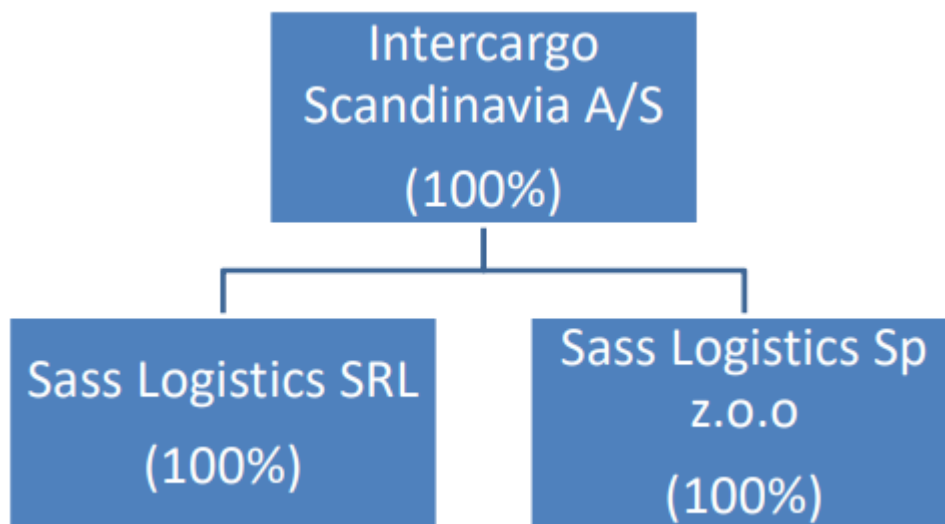 Intercargo
Scandinavia A/S
(100%)
Sass Logistics SRL
(100%)
Sass Logistics Sp
z.o.o
(100%)